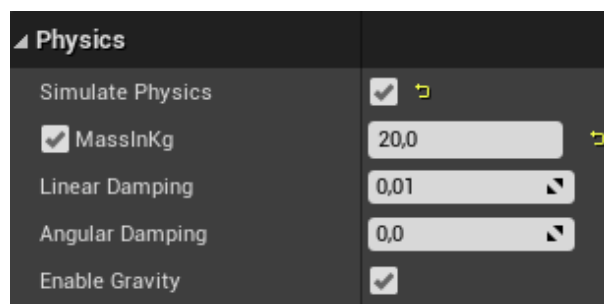 Physics
Simulate Physics
MassInKg 20,0
Linear Damping 0,01
Angular Damping 0,0
Enable Gravity